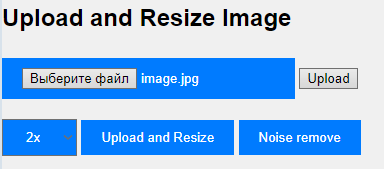 Upload and Resize Image
Выберите файл image.jpg Upload
2x Upload and Resize Noise remove